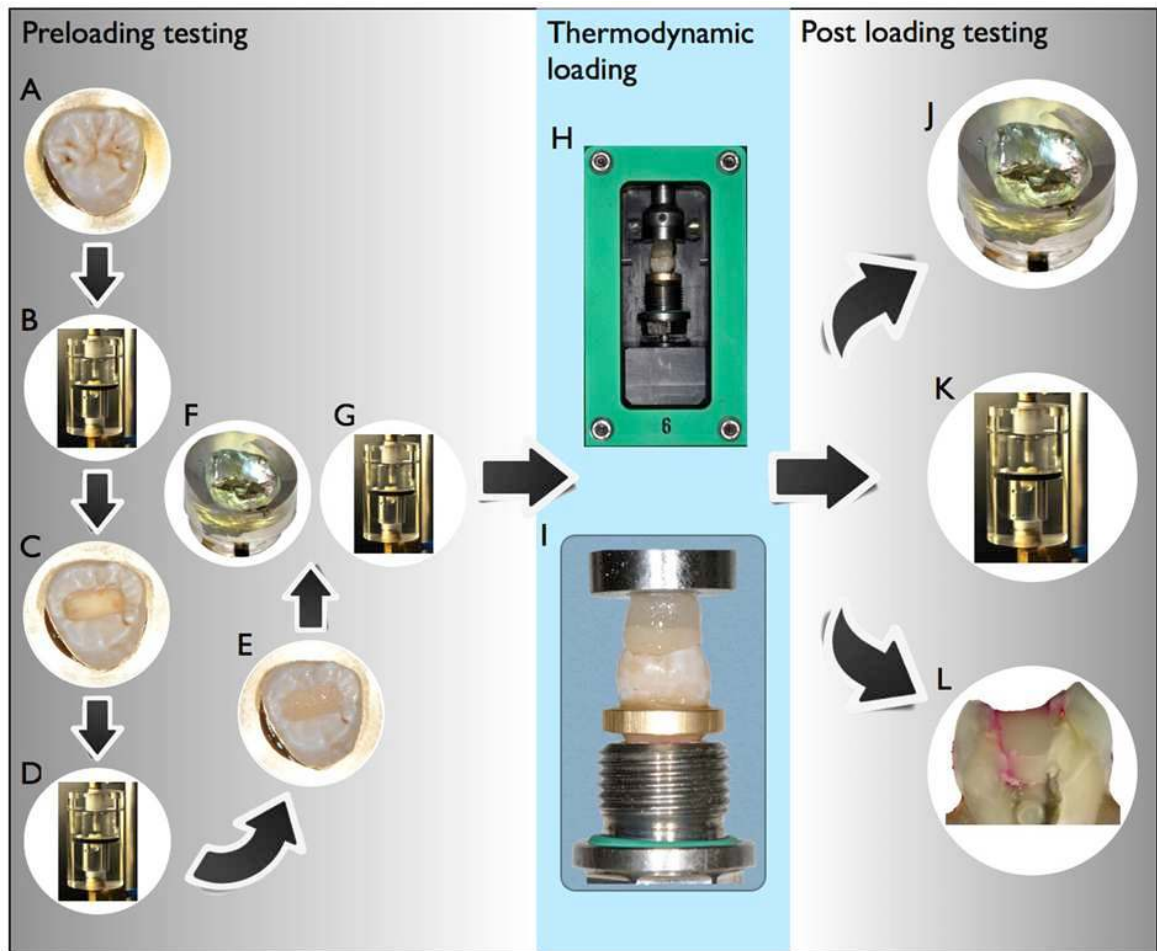 Preloading testing
Thermodynamic
loading
Post loading testing
A
B
C
D
E
F
G
H
6
I
J
K
L